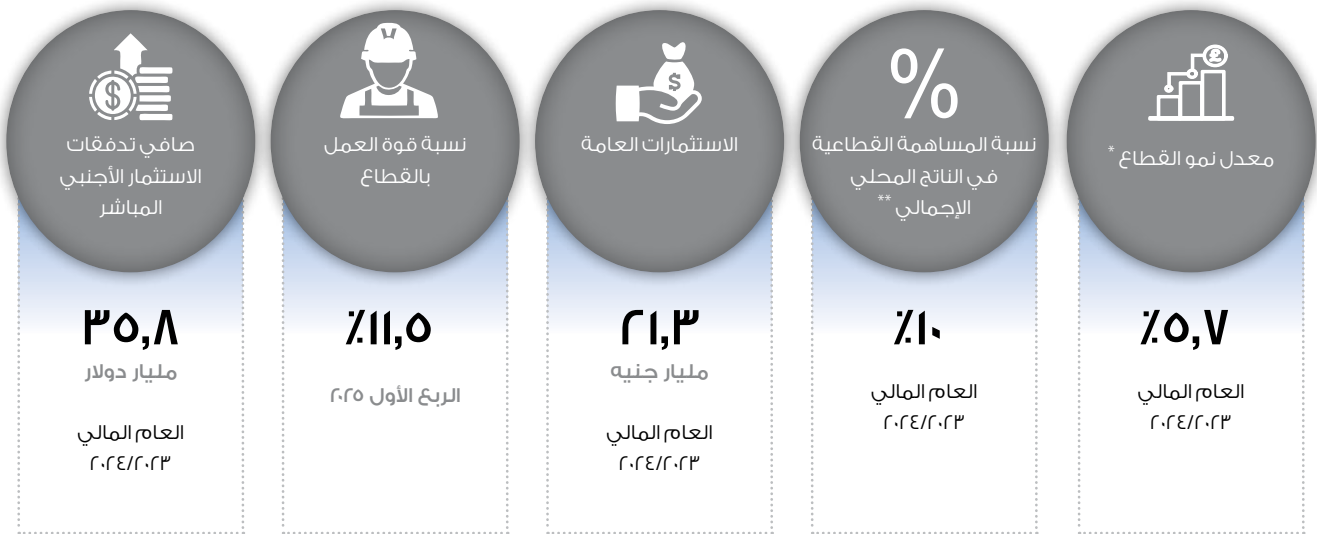 معدل نمو القطاع *
٪٥,٧
العام المالي
٢٠٢٤/٢٠٢٣
%
نسبة المساهمة القطاعية
في الناتج المحلي
الإجمالي **
٪١٠
العام المالي
٢٠٢٤/٢٠٢٣
$
الاستثمارات العامة
٢١,٣
مليار جنيه
العام المالي
٢٠٢٤/٢٠٢٣
نسبة قوة العمل
بالقطاع
٪١١,٥
الربع الأول ٢٠٢٥
$
صافي تدفقات
الاستثمار الأجنبي
المباشر
٣٥,٨
مليار دولار
العام المالي
٢٠٢٤/٢٠٢٣